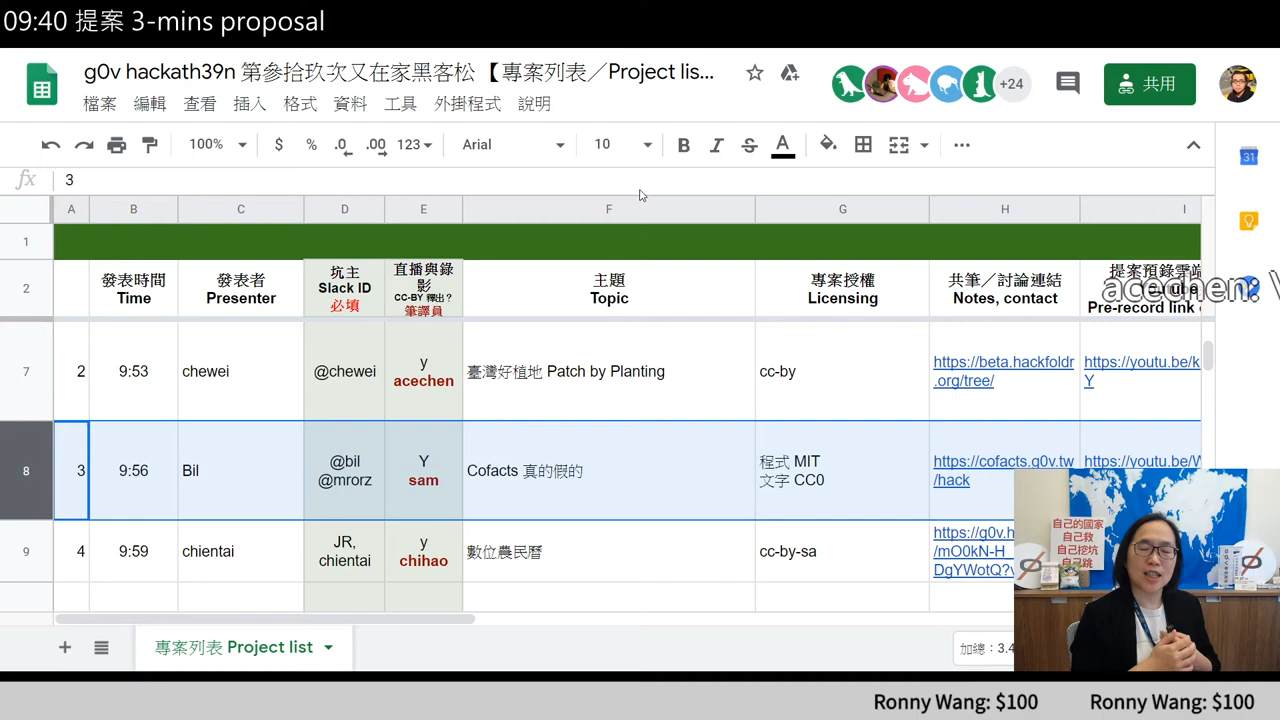 09:40 提案 3-mins proposal
g0v hackath39n 第參拾玖次又在家黑客松 【專案列表／Project lis...
+24
共用
檔案 編輯 查看 插入 格式 資料 工具 外掛程式 說明
100% $ % .0 .00 123 Arial 10 B I S A ...
31
fx 3
A B C D E F G H I
1
2
發表時間
Time
發表者
Presenter
坑主
Slack ID
必填
直播與錄
影
CC-BY 釋出?
筆譯員
主題
Topic
專案授權
Licensing
共筆／討論連結
Notes, contact
提案預錄雲端
Pre-record link
acechen:
7
2
9:53
chewei
@chewei
y
acechen
臺灣好植地 Patch by Planting
cc-by
https://beta.hackfoldr
.org/tree/
https://youtu.be/k
Y
8
3
9:56
Bil
@bil
@mrorz
Y
sam
Cofacts 真的假的
程式 MIT
文字 CC0
https://cofacts.g0v.tw
/hack
https://youtu.be/W
9
4
9:59
chientai
JR,
chientai
y
chihao
數位農民曆
cc-by-sa
https://g0v.h
/mO0kN-H_
DgYWotQ?v
自己的國家
自己救
自己挖坑
自己跳
專案列表 Project list
加總：3.4
Ronny Wang: $100 Ronny Wang: $100